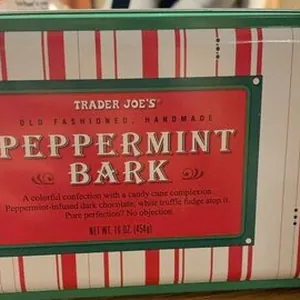 TRADER JOE'S
OLD FASHIONED, HANDMADE
PEPPERMINT
BARK
A colorful confection with a candy cane complexion
Peppermint-infused dark chocolate, white truffle fudge atop it.
Pure perfection? No objection.
NET WT. 16 OZ. (454g)